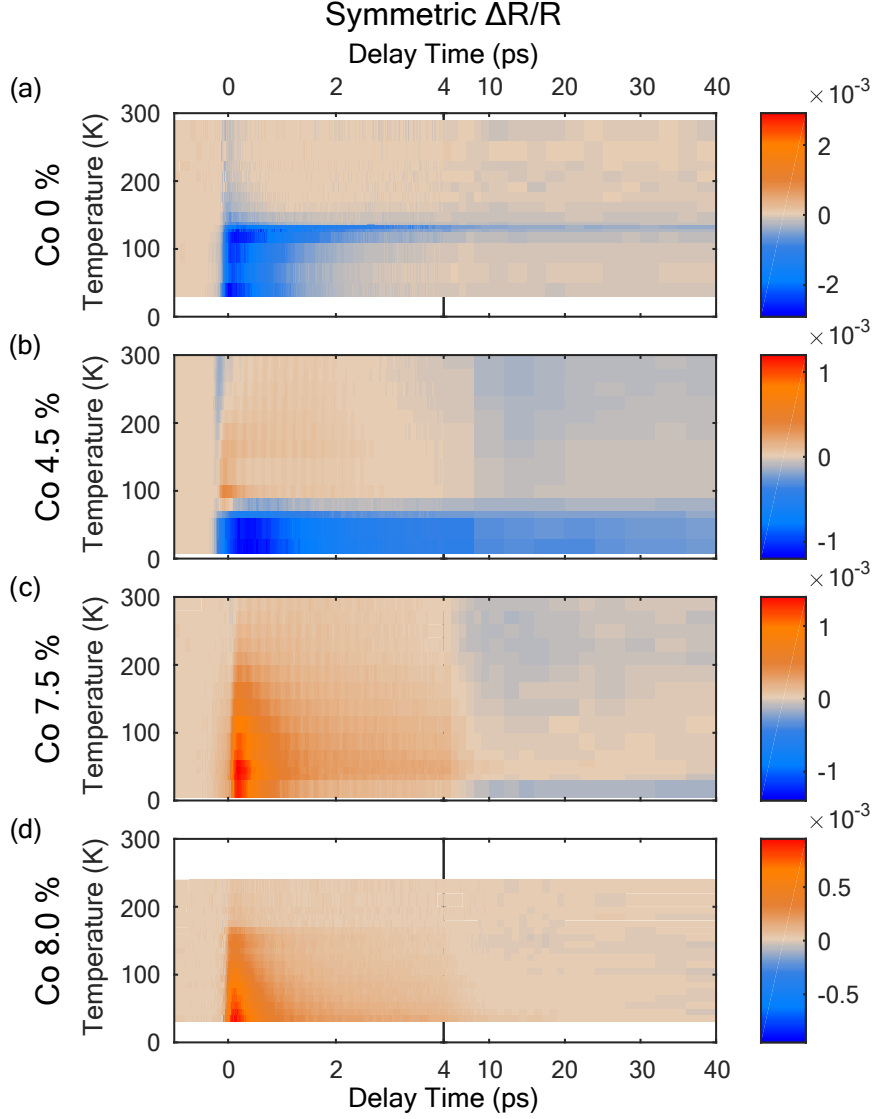 Symmetric ΔR/R
Delay Time (ps)
0 2 4 10 20 30 40
(a)
Co 0 %
Temperature (K)
300
200
100
0
× 10⁻³
2
0
-2
(b)
Co 4.5 %
Temperature (K)
300
200
100
0
× 10⁻³
1
0
-1
(c)
Co 7.5 %
Temperature (K)
300
200
100
0
× 10⁻³
1
0
-1
(d)
Co 8.0 %
Temperature (K)
300
200
100
0
× 10⁻³
0.5
0
-0.5
0 2 4 10 20 30 40
Delay Time (ps)